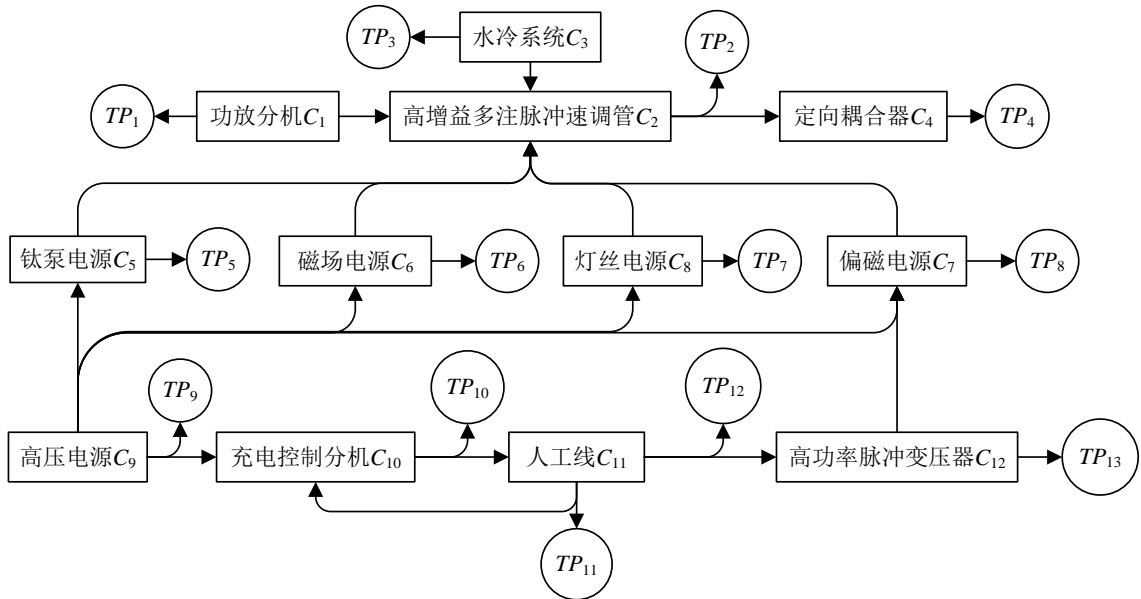 TP₃
水冷系统C₃
TP₂
TP₁
功放分机C₁
高增益多注脉冲速调管C₂
定向耦合器C₄
TP₄
钛泵电源C₅
TP₅
磁场电源C₆
TP₆
灯丝电源C₈
TP₇
偏磁电源C₇
TP₈
TP₉
TP₁₀
TP₁₂
高压电源C₉
充电控制分机C₁₀
人工线C₁₁
高功率脉冲变压器C₁₂
TP₁₃
TP₁₁